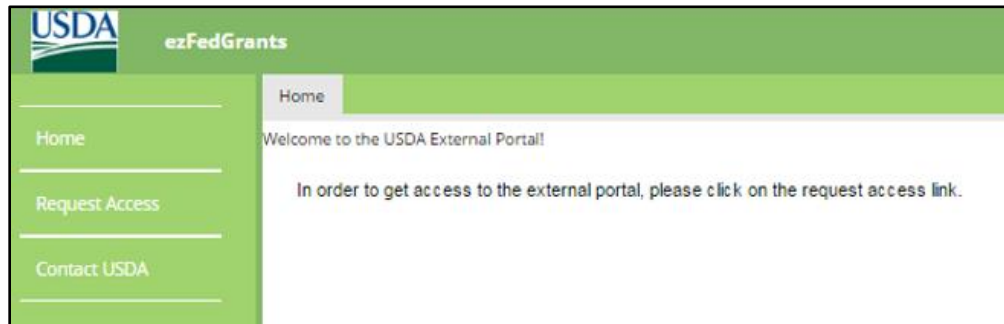 USDA
ezFedGrants
Home
Home
Welcome to the USDA External Portal!
In order to get access to the external portal, please click on the request access link.
Request Access
Contact USDA